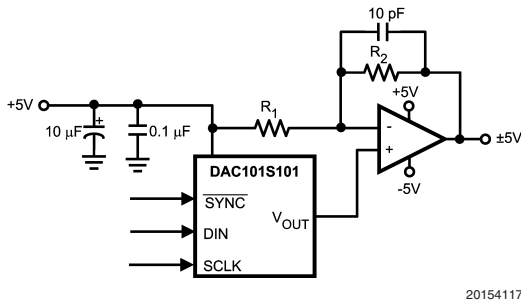 10 pF
R2
+5V
R1
+5V
10 µF
+
0.1 µF
-
+
±5V
-5V
DAC101S101
SYNC
VOUT
DIN
SCLK
20154117